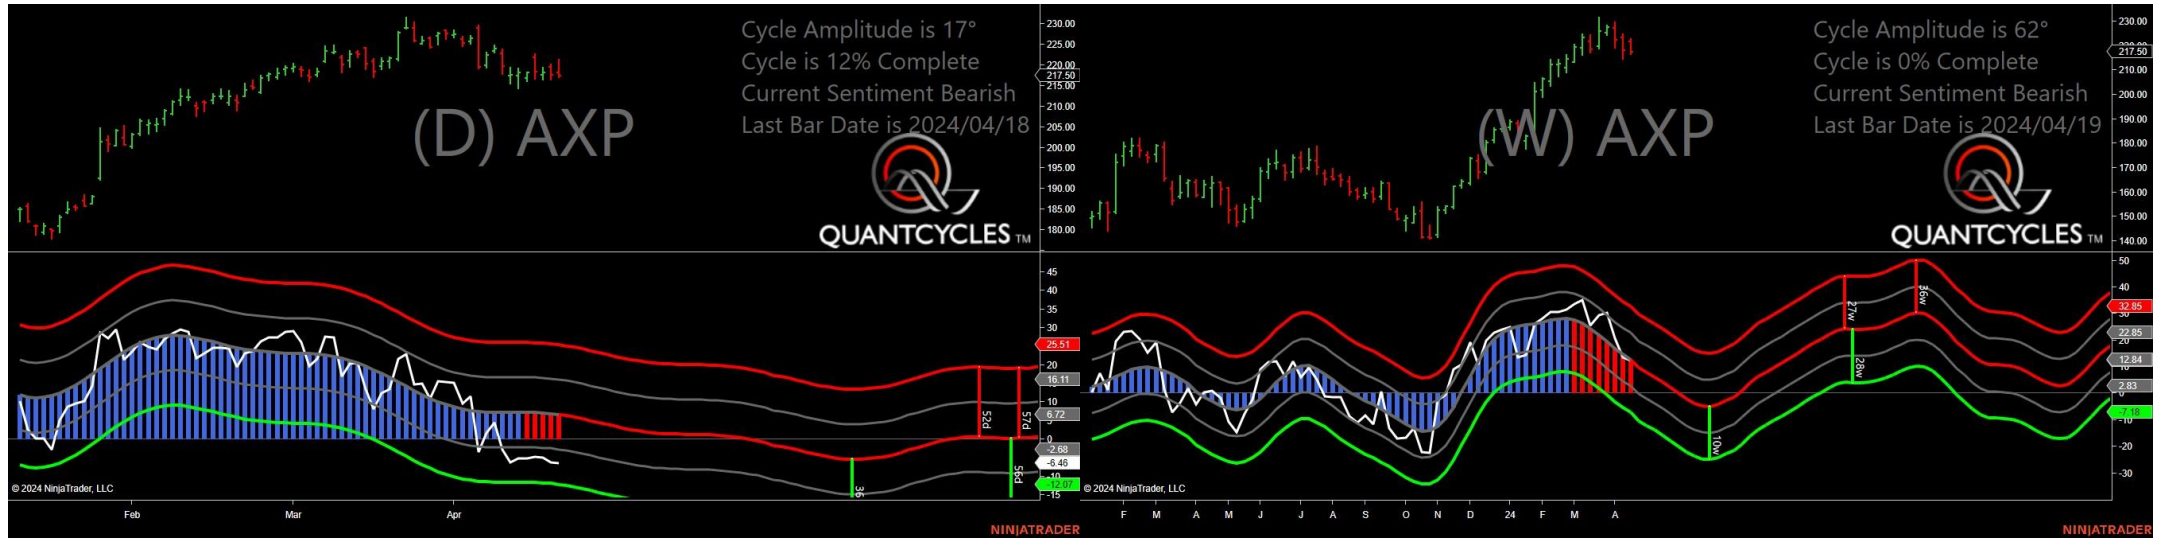 Cycle Amplitude is 17°
Cycle is 12% Complete
Current Sentiment Bearish
Last Bar Date is 2024/04/18
(D) AXP
QUANTCYCLES TM
230.00
225.00
220.00
217.50
215.00
210.00
205.00
200.00
195.00
190.00
185.00
180.00
45
40
35
30
25.51
20
16.11
10
6.72
0
-2.68
-6.46
-12.07
-15
52d
57d
36
56d
© 2024 NinjaTrader, LLC
Feb
Mar
Apr
NINJATRADER
Cycle Amplitude is 62°
Cycle is 0% Complete
Current Sentiment Bearish
Last Bar Date is 2024/04/19
(W) AXP
QUANTCYCLES TM
230.00
217.50
210.00
200.00
190.00
180.00
170.00
160.00
150.00
140.00
50
40
32.85
30
22.85
20
12.84
2.83
0
-7.18
-10
-20
-30
27w
36w
28w
10w
© 2024 NinjaTrader, LLC
F M A M J J A S O N D 24 F M A
NINJATRADER